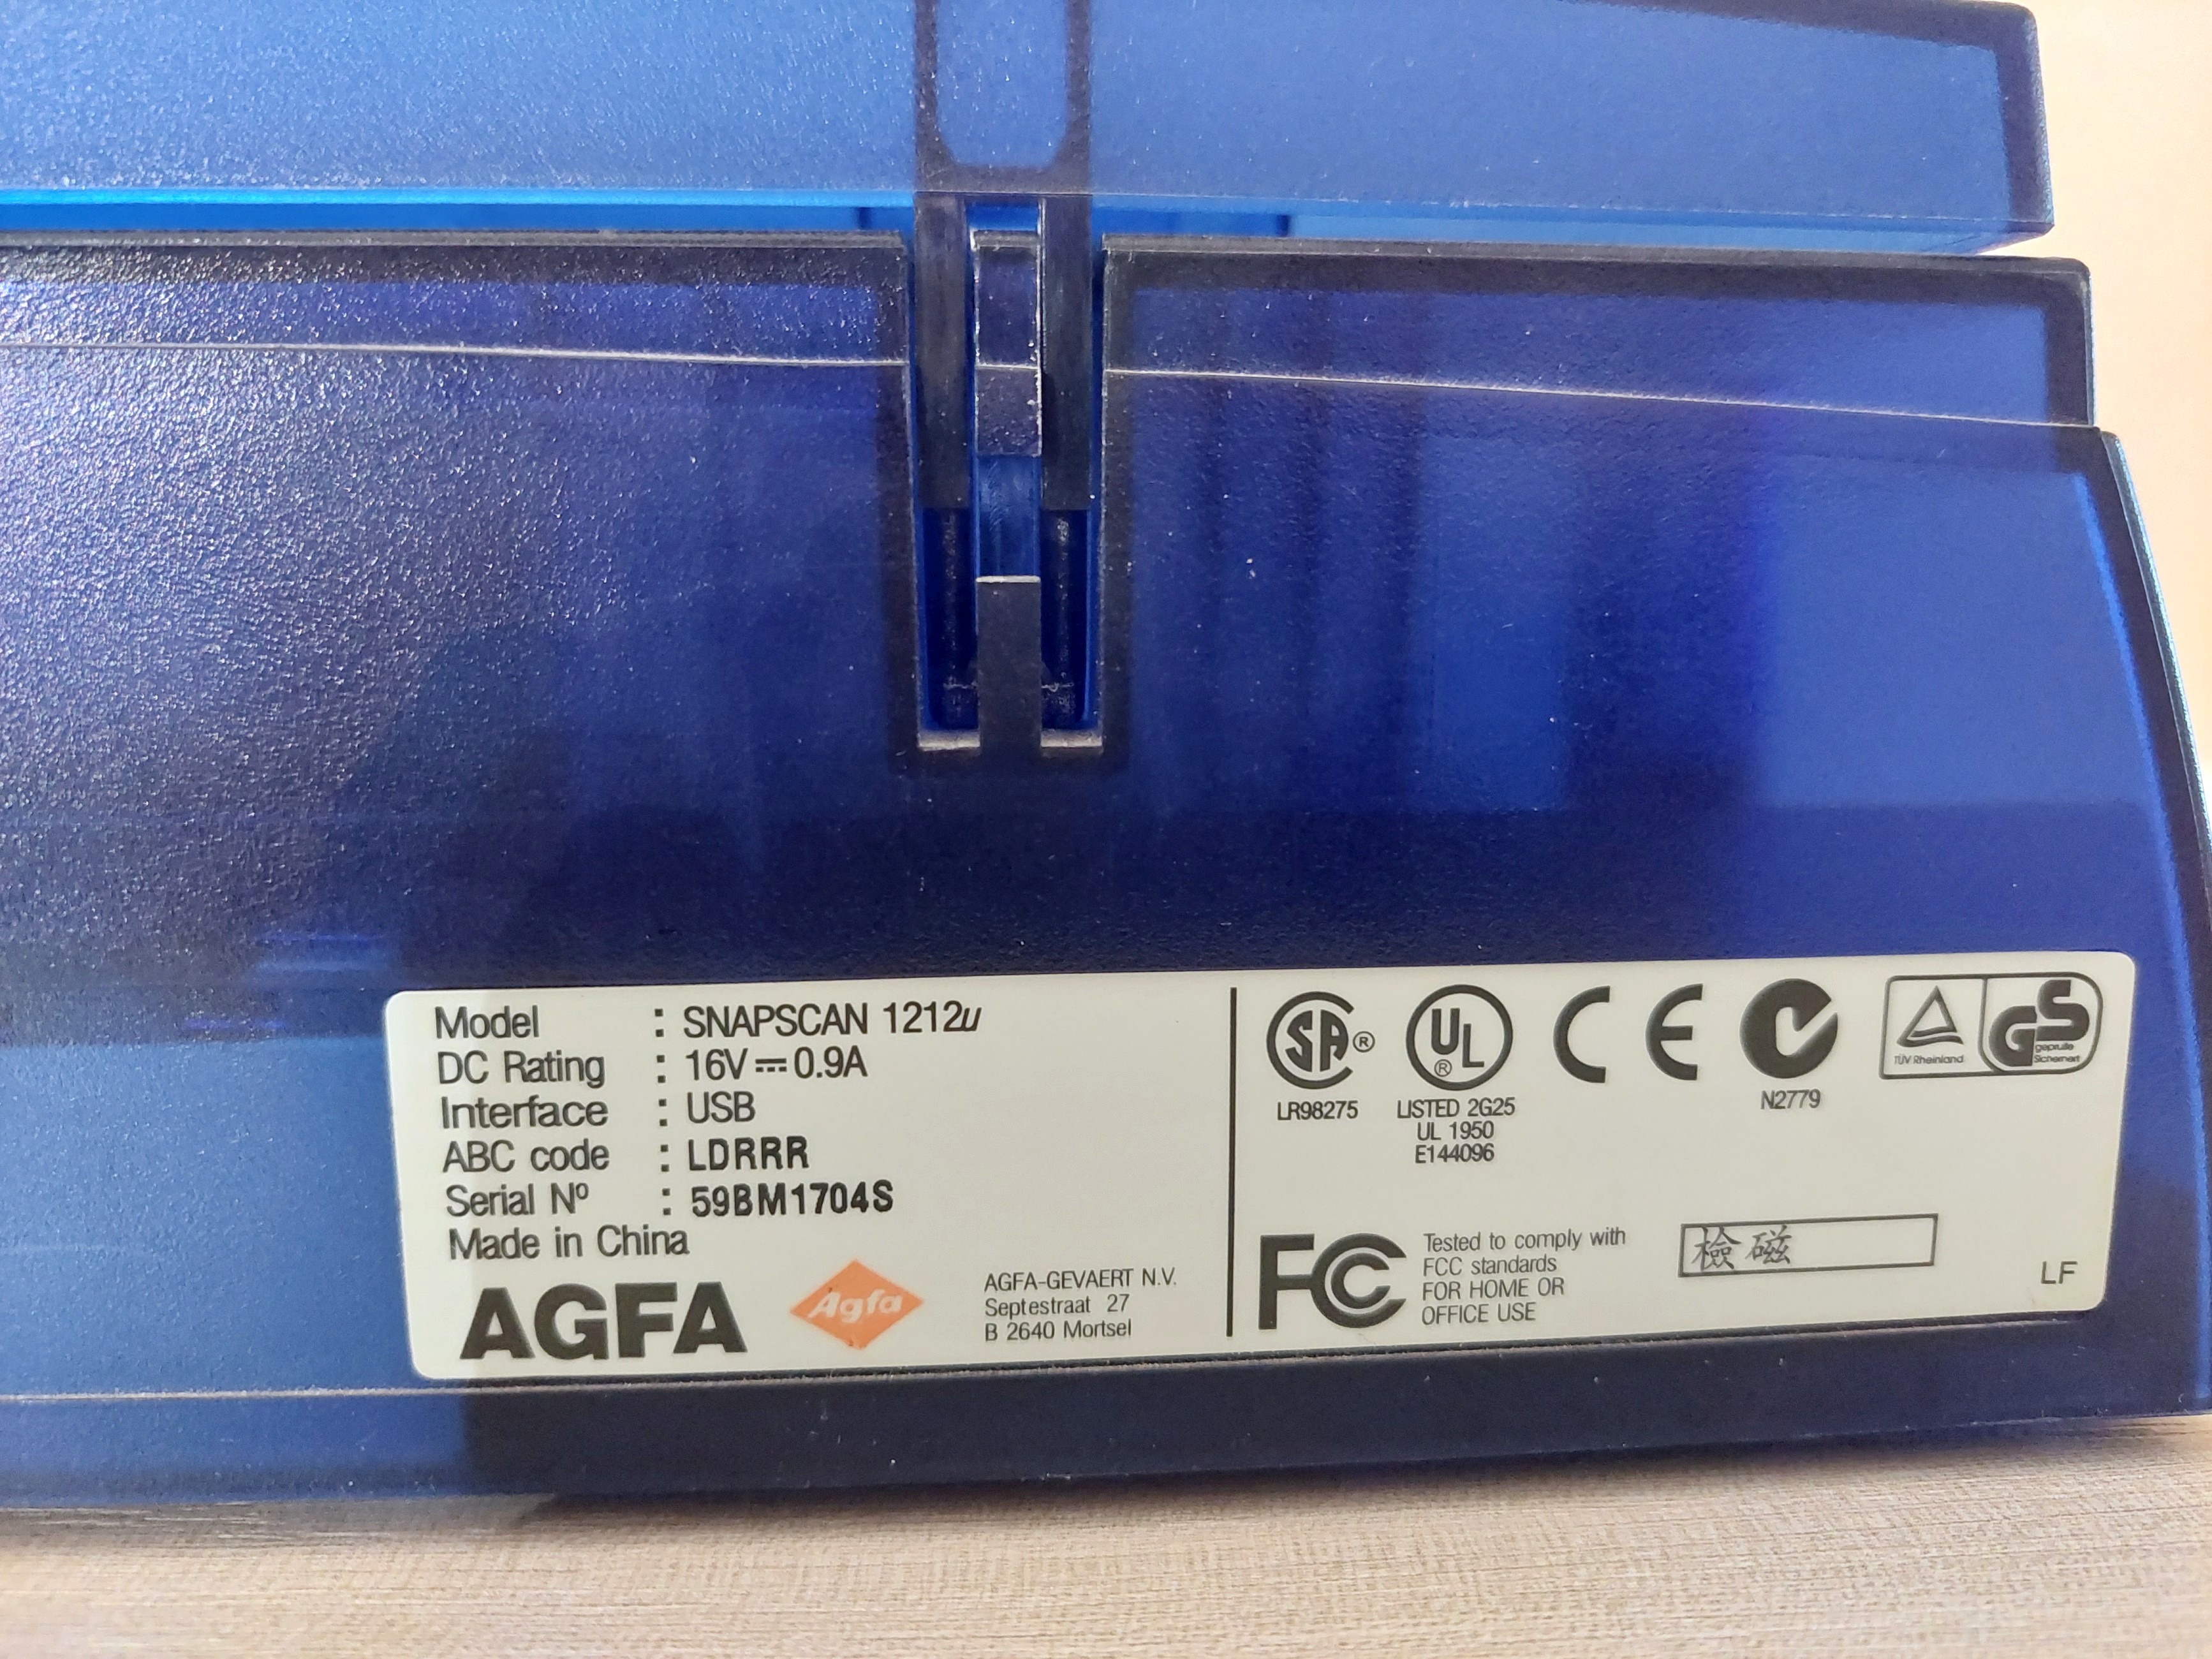 Model : SNAPSCAN 1212u
DC Rating : 16V⎓0.9A
Interface : USB
ABC code : LDRRR
Serial Nº : 59BM1704S
Made in China
AGFA
Agfa
AGFA-GEVAERT N.V.
Septestraat 27
B 2640 Mortsel
SA®
LR98275
UL®
LISTED 2G25
UL 1950
E144096
CE
N2779
TÜV Rheinland
GS
geprüfte
Sicherheit
FC
Tested to comply with
FCC standards
FOR HOME OR
OFFICE USE
檢磁
LF